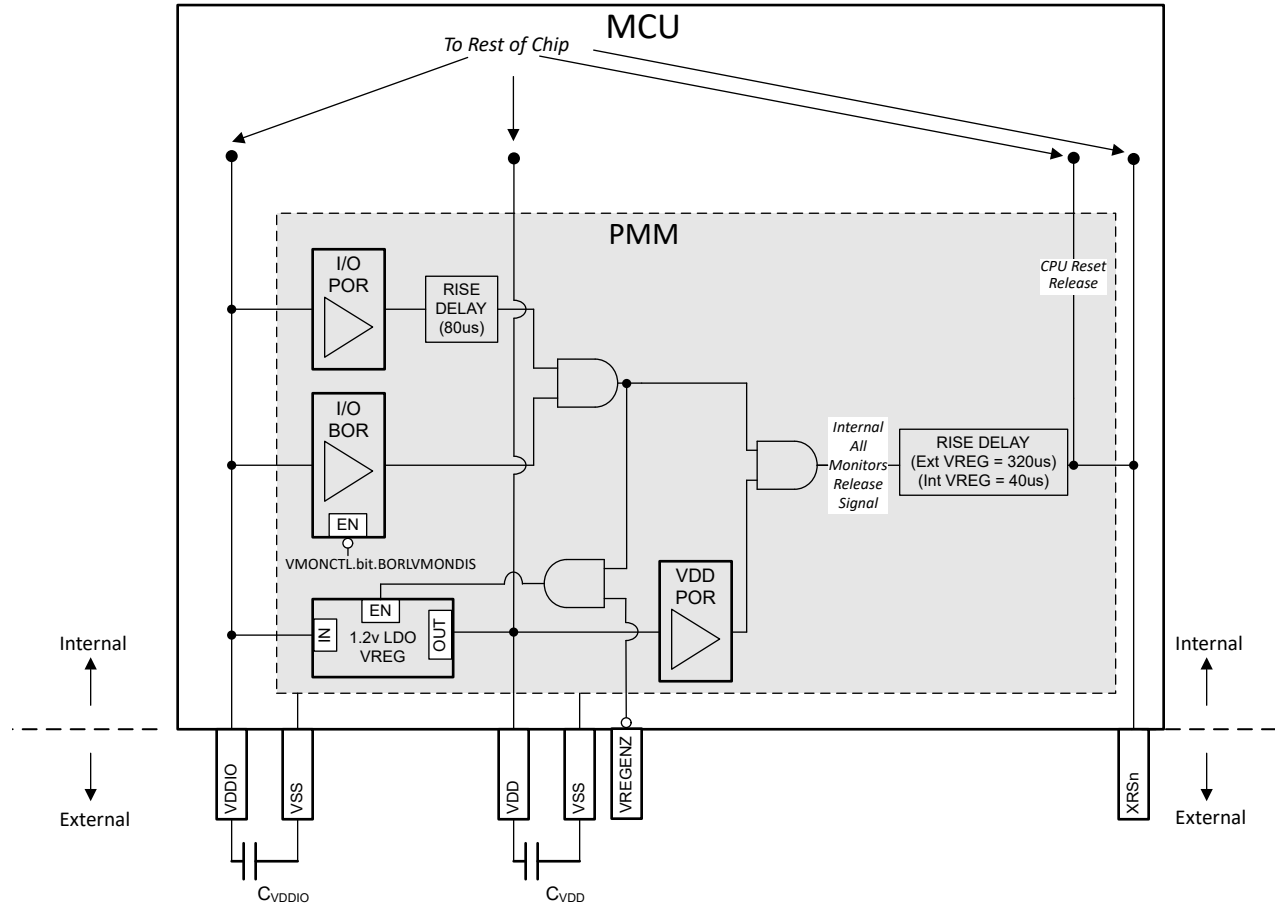 MCU
To Rest of Chip
PMM
I/O
POR
RISE
DELAY
(80us)
CPU Reset
Release
I/O
BOR
EN
VMONCTL.bit.BORLVMONDIS
Internal
All
Monitors
Release
Signal
RISE DELAY
(Ext VREG = 320us)
(Int VREG = 40us)
EN
IN
1.2v LDO
VREG
OUT
VDD
POR
Internal
Internal
External
External
VDDIO
VSS
VDD
VSS
VREGENZ
XRSn
CVDDIO
CVDD